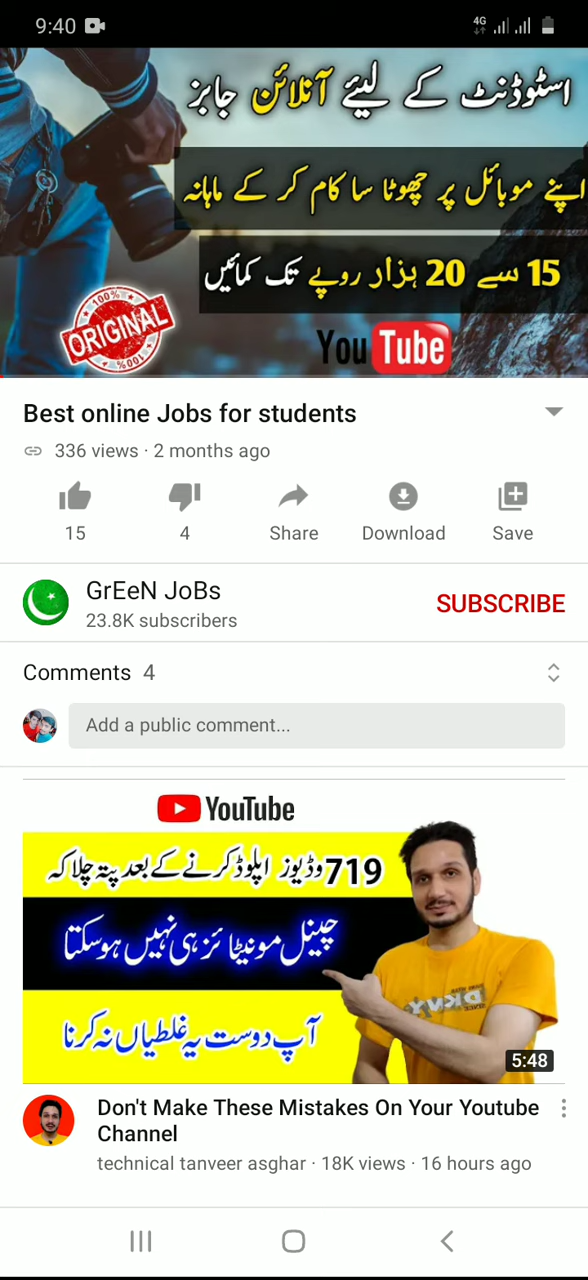 9:40
4G
اسٹوڈنٹ کے لیئے آنلائن جابز
اپنے موبائل پر چھوٹا سا کام کر کے ماہانہ
15 سے 20 ہزار روپے تک کمائیں
100%
ORIGINAL
100%
YouTube
Best online Jobs for students
336 views · 2 months ago
15
4
Share
Download
Save
GrEeN JoBs
23.8K subscribers
SUBSCRIBE
Comments 4
Add a public comment...
YouTube
719 وڈیوز اپلوڈ کرنے کے بعد پتہ چلا کہ
چینل مونیٹائز ہی نہیں ہوسکتا
آپ دوست یہ غلطیاں نہ کرنا
5:48
Don't Make These Mistakes On Your Youtube
Channel
technical tanveer asghar · 18K views · 16 hours ago